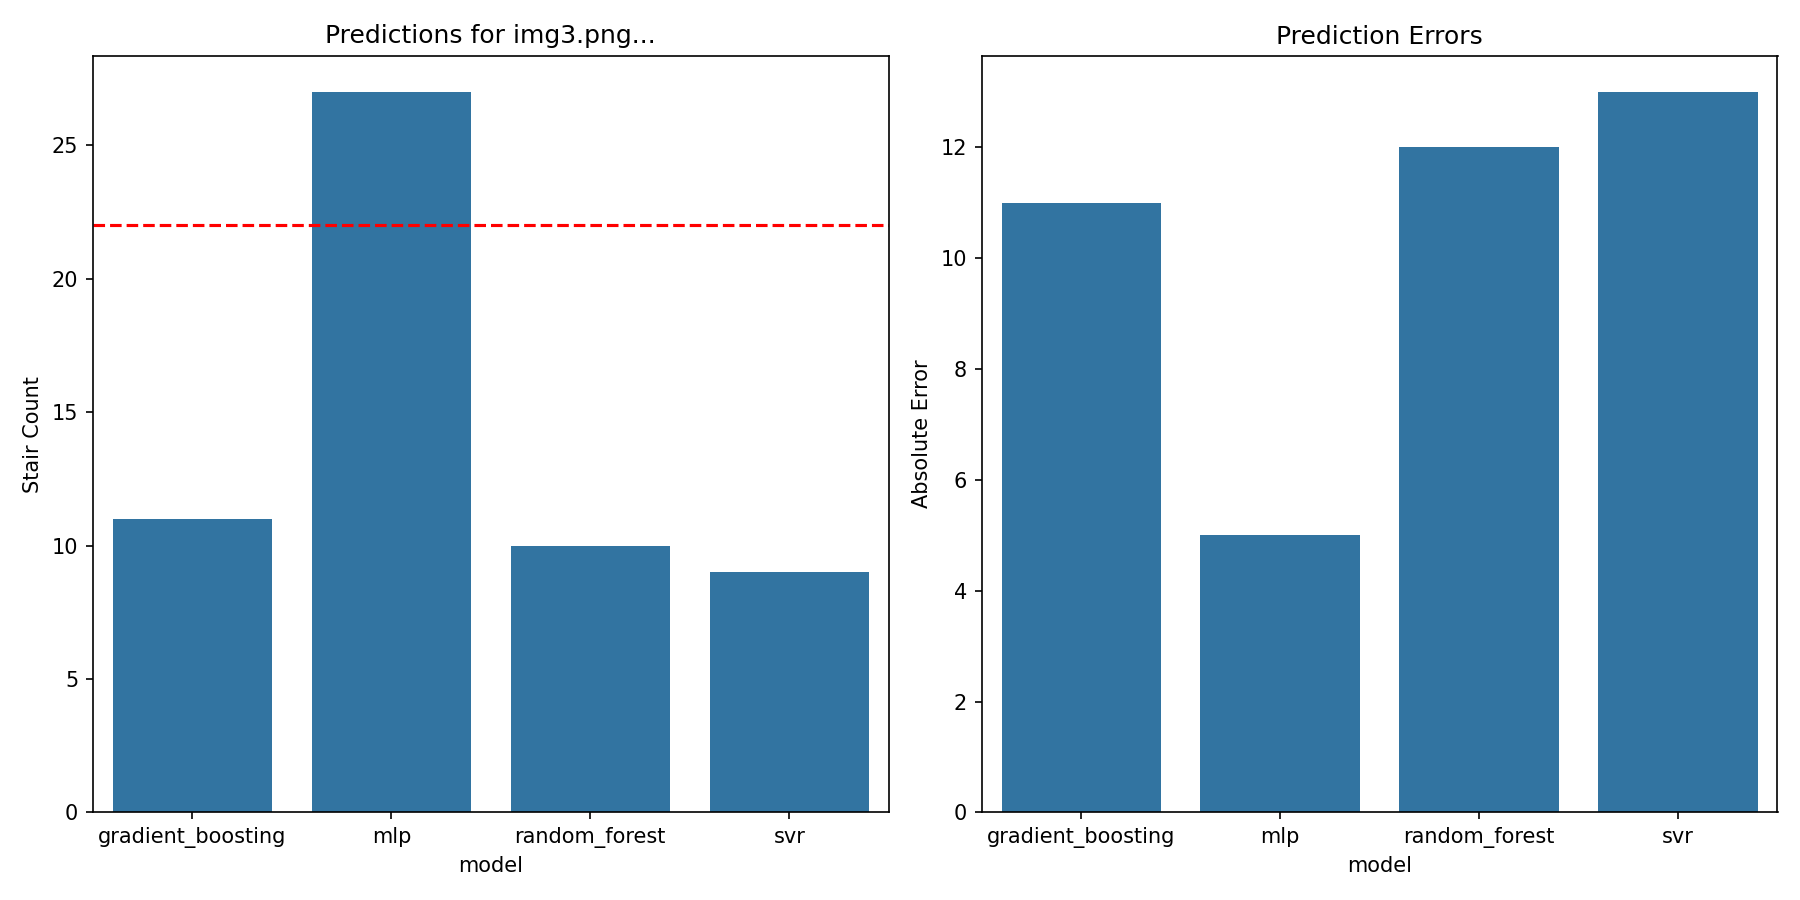 Predictions for img3.png...
Prediction Errors
Stair Count
25
20
15
10
5
0
gradient_boosting mlp random_forest svr
model
Absolute Error
12
10
8
6
4
2
0
gradient_boosting mlp random_forest svr
model